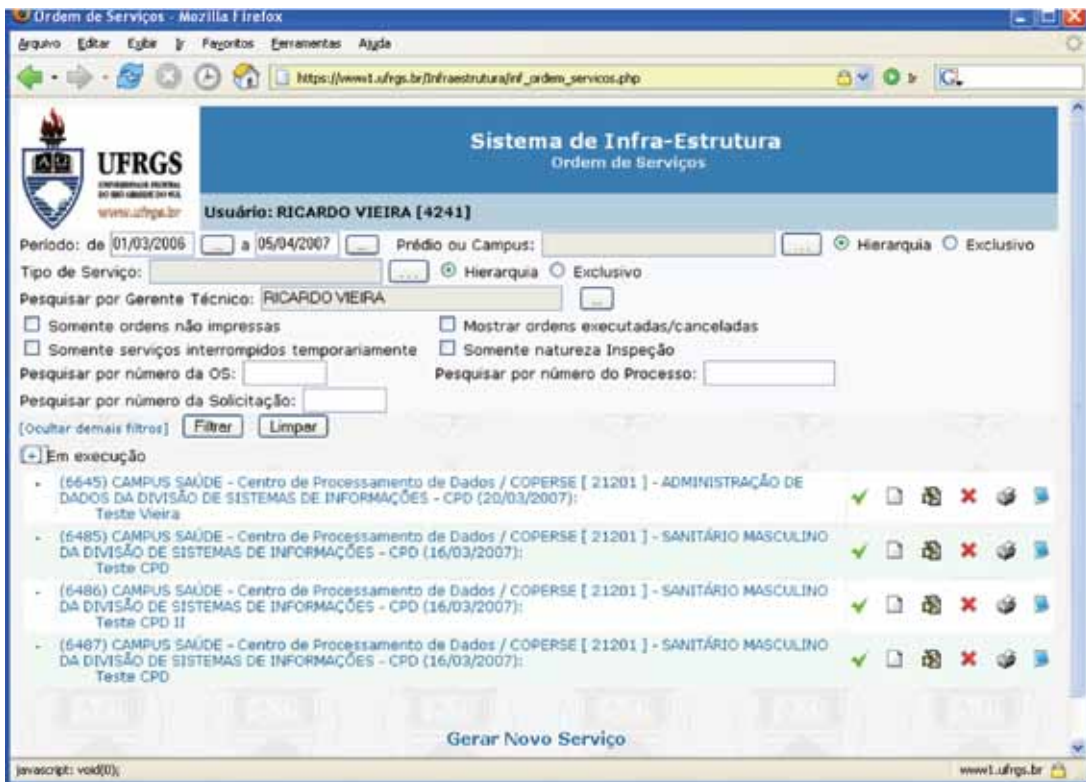 Ordem de Serviços - Mozilla Firefox
Arquivo Editar Exibir Ir Favoritos Ferramentas Ajuda
https://www1.ufrgs.br/Infraestrutura/inf_ordem_servicos.php Ir G
Sistema de Infra-Estrutura
Ordem de Serviços
UFRGS
UNIVERSIDADE FEDERAL
DO RIO GRANDE DO SUL
www.ufrgs.br
Usuário: RICARDO VIEIRA [4241]
Período: de 01/03/2006 ... a 05/04/2007 ... Prédio ou Campus: ... Hierarquia Exclusivo
Tipo de Serviço: ... Hierarquia Exclusivo
Pesquisar por Gerente Técnico: RICARDO VIEIRA ...
Somente ordens não impressas Mostrar ordens executadas/canceladas
Somente serviços interrompidos temporariamente Somente natureza Inspeção
Pesquisar por número da OS: Pesquisar por número do Processo:
Pesquisar por número da Solicitação:
[Ocultar demais filtros] Filtrar Limpar
[+] Em execução
(6645) CAMPUS SAÚDE - Centro de Processamento de Dados / COPERSE [ 21201 ] - ADMINISTRAÇÃO DE
DADOS DA DIVISÃO DE SISTEMAS DE INFORMAÇÕES - CPD (20/03/2007):
Teste Vieira
(6485) CAMPUS SAÚDE - Centro de Processamento de Dados / COPERSE [ 21201 ] - SANITÁRIO MASCULINO
DA DIVISÃO DE SISTEMAS DE INFORMAÇÕES - CPD (16/03/2007):
Teste CPD
(6486) CAMPUS SAÚDE - Centro de Processamento de Dados / COPERSE [ 21201 ] - SANITÁRIO MASCULINO
DA DIVISÃO DE SISTEMAS DE INFORMAÇÕES - CPD (16/03/2007):
Teste CPD II
(6487) CAMPUS SAÚDE - Centro de Processamento de Dados / COPERSE [ 21201 ] - SANITÁRIO MASCULINO
DA DIVISÃO DE SISTEMAS DE INFORMAÇÕES - CPD (16/03/2007):
Teste CPD
Gerar Novo Serviço
javascript: void(0); www1.ufrgs.br